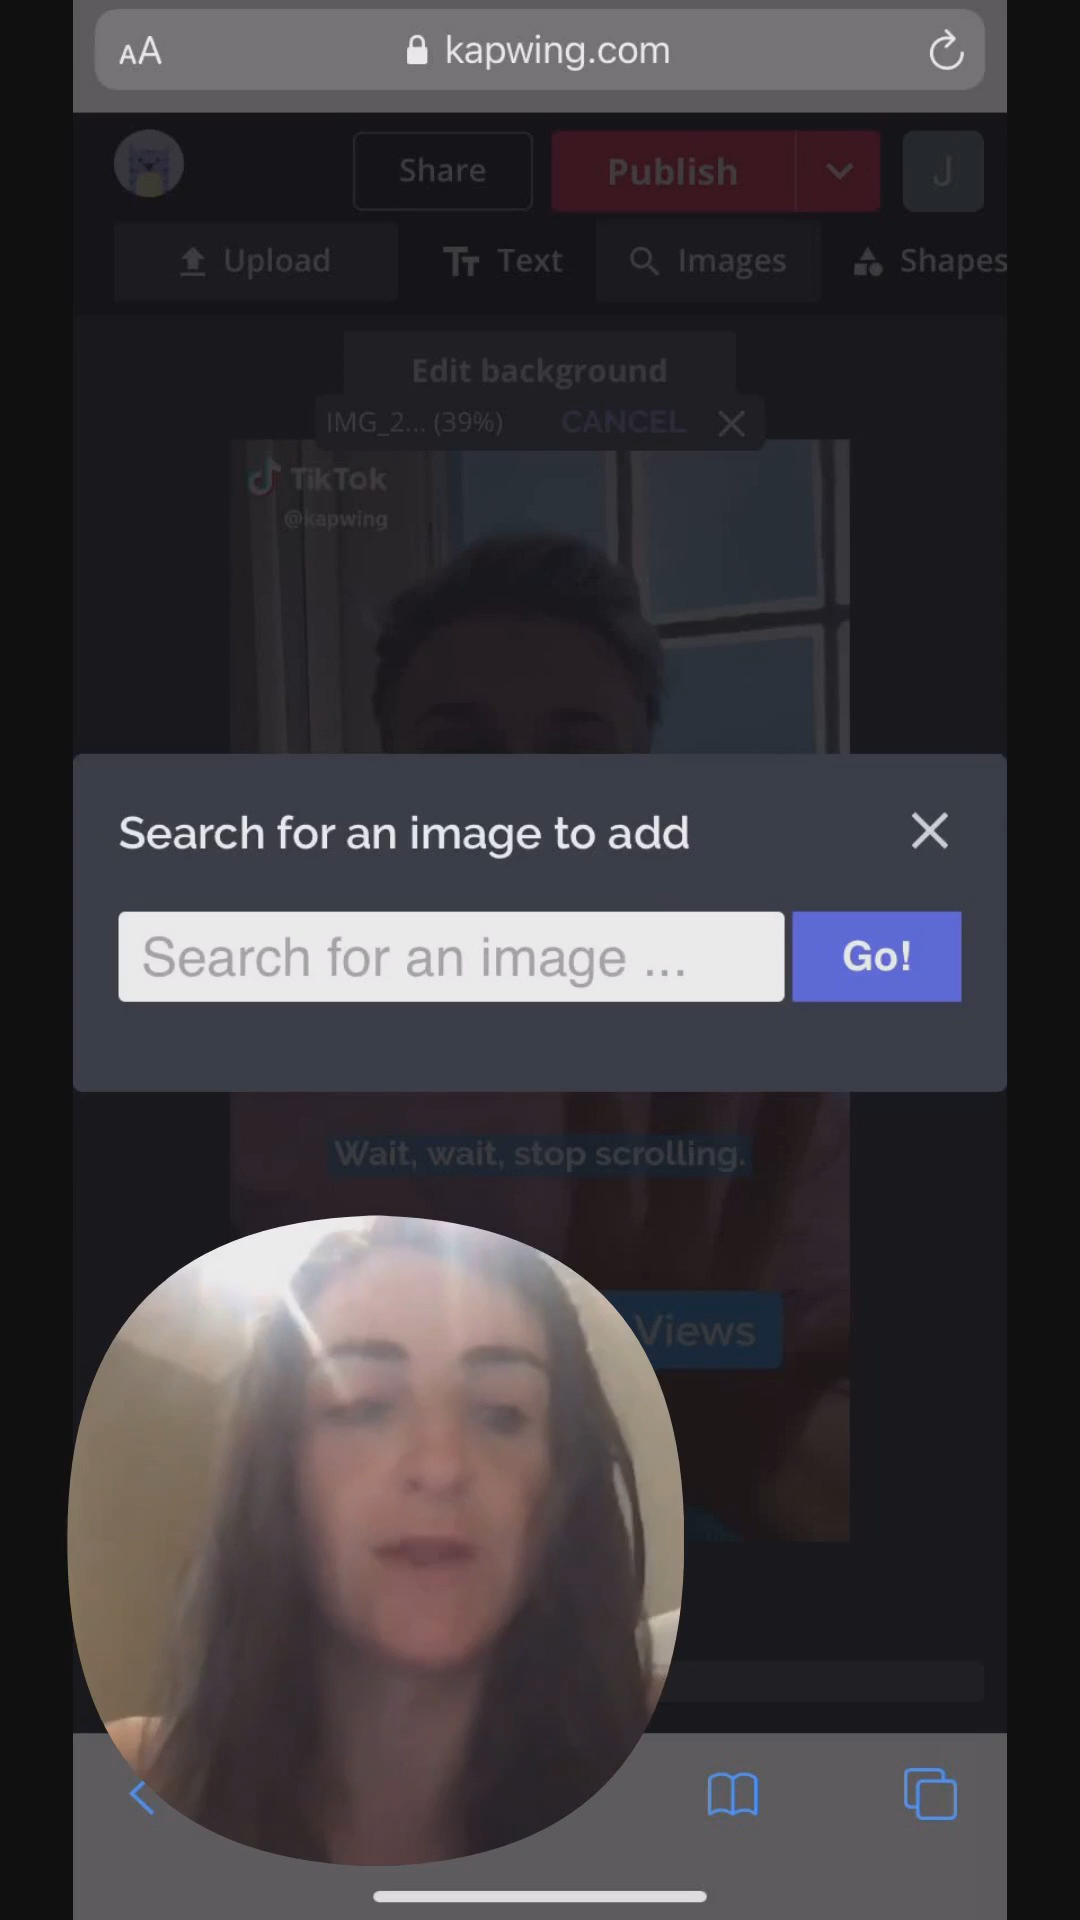 AA kapwing.com
Share Publish J
Upload Text Images Shapes
Edit background
IMG_2... (39%) CANCEL
TikTok
@kapwing
Search for an image to add
Search for an image ... Go!
Wait, wait, stop scrolling.
Views